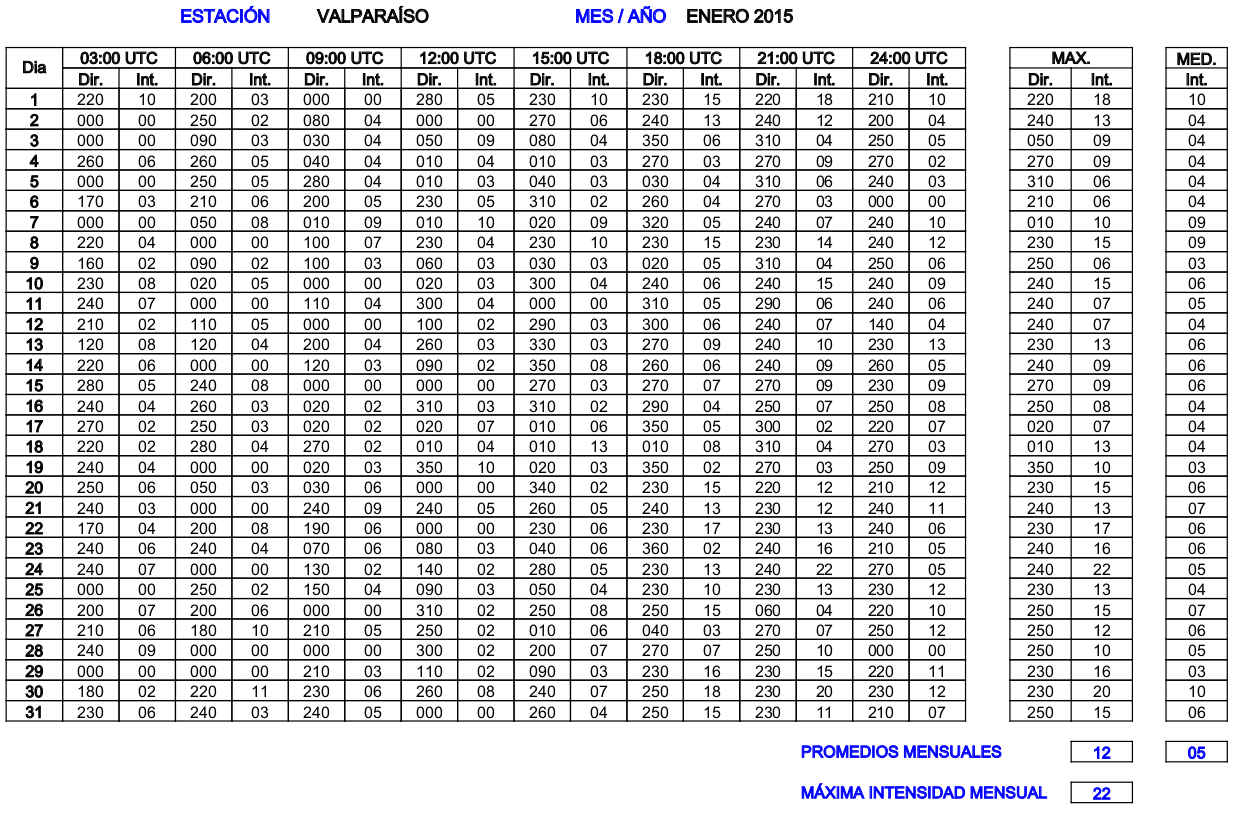 ESTACIÓN VALPARAÍSO MES / AÑO ENERO 2015
Dia 03:00 UTC 06:00 UTC 09:00 UTC 12:00 UTC 15:00 UTC 18:00 UTC 21:00 UTC 24:00 UTC MAX. MED.
Dir. Int. Dir. Int. Dir. Int. Dir. Int. Dir. Int. Dir. Int. Dir. Int. Dir. Int. Dir. Int. Int.
1 220 10 200 03 000 00 280 05 230 10 230 15 220 18 210 10 220 18 10
2 000 00 250 02 080 04 000 00 270 06 240 13 240 12 200 04 240 13 04
3 000 00 090 03 030 04 050 09 080 04 350 06 310 04 250 05 050 09 04
4 260 06 260 05 040 04 010 04 010 03 270 03 270 09 270 02 270 09 04
5 000 00 250 05 280 04 010 03 040 03 030 04 310 06 240 03 310 06 04
6 170 03 210 06 200 05 230 05 310 02 260 04 270 03 000 00 210 06 04
7 000 00 050 08 010 09 010 10 020 09 320 05 240 07 240 10 010 10 09
8 220 04 000 00 100 07 230 04 230 10 230 15 230 14 240 12 230 15 09
9 160 02 090 02 100 03 060 03 030 03 020 05 310 04 250 06 250 06 03
10 230 08 020 05 000 00 020 03 300 04 240 06 240 15 240 09 240 15 06
11 240 07 000 00 110 04 300 04 000 00 310 05 290 06 240 06 240 07 05
12 210 02 110 05 000 00 100 02 290 03 300 06 240 07 140 04 240 07 04
13 120 08 120 04 200 04 260 03 330 03 270 09 240 10 230 13 230 13 06
14 220 06 000 00 120 03 090 02 350 08 260 06 240 09 260 05 240 09 06
15 280 05 240 08 000 00 000 00 270 03 270 07 270 09 230 09 270 09 06
16 240 04 260 03 020 02 310 03 310 02 290 04 250 07 250 08 250 08 04
17 270 02 250 03 020 02 020 07 010 06 350 05 300 02 220 07 020 07 04
18 220 02 280 04 270 02 010 04 010 13 010 08 310 04 270 03 010 13 04
19 240 04 000 00 020 03 350 10 020 03 350 02 270 03 250 09 350 10 03
20 250 06 050 03 030 06 000 00 340 02 230 15 220 12 210 12 230 15 06
21 240 03 000 00 240 09 240 05 260 05 240 13 230 12 240 11 240 13 07
22 170 04 200 08 190 06 000 00 230 06 230 17 230 13 240 06 230 17 06
23 240 06 240 04 070 06 080 03 040 06 360 02 240 16 210 05 240 16 06
24 240 07 000 00 130 02 140 02 280 05 230 13 240 22 270 05 240 22 05
25 000 00 250 02 150 04 090 03 050 04 230 10 230 13 230 12 230 13 04
26 200 07 200 06 000 00 310 02 250 08 250 15 060 04 220 10 250 15 07
27 210 06 180 10 210 05 250 02 010 06 040 03 270 07 250 12 250 12 06
28 240 09 000 00 000 00 300 02 200 07 270 07 250 10 000 00 250 10 05
29 000 00 000 00 210 03 110 02 090 03 230 16 230 15 220 11 230 16 03
30 180 02 220 11 230 06 260 08 240 07 250 18 230 20 230 12 230 20 10
31 230 06 240 03 240 05 000 00 260 04 250 15 230 11 210 07 250 15 06
PROMEDIOS MENSUALES 12 05
MÁXIMA INTENSIDAD MENSUAL 22